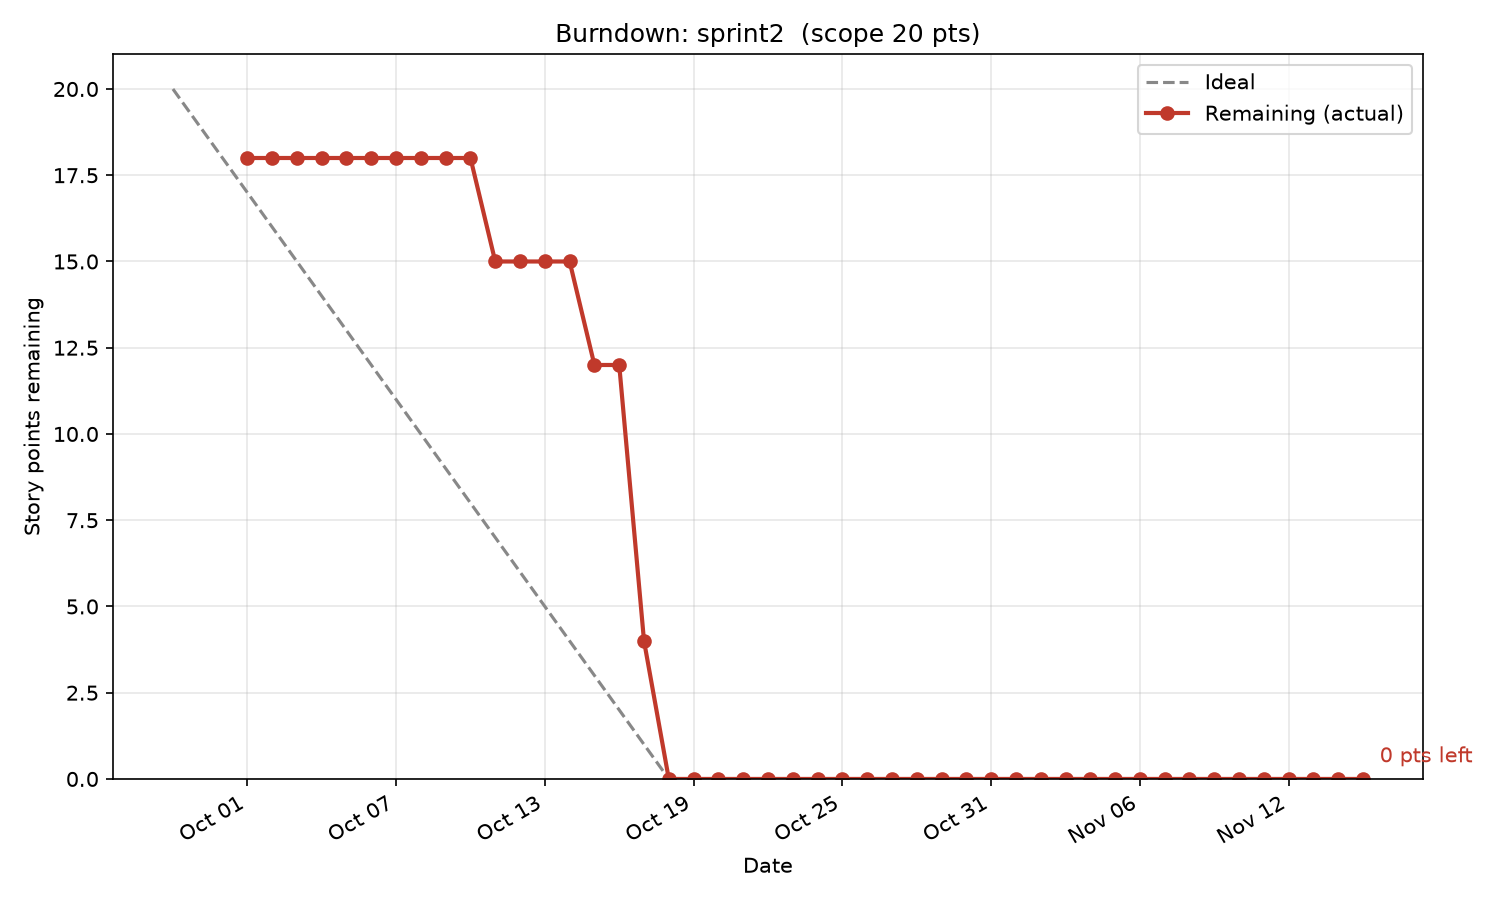 Burndown: sprint2  (scope 20 pts)
Ideal
Remaining (actual)
Story points remaining
20.0
17.5
15.0
12.5
10.0
7.5
5.0
2.5
0.0
0 pts left
Oct 01
Oct 07
Oct 13
Oct 19
Oct 25
Oct 31
Nov 06
Nov 12
Date